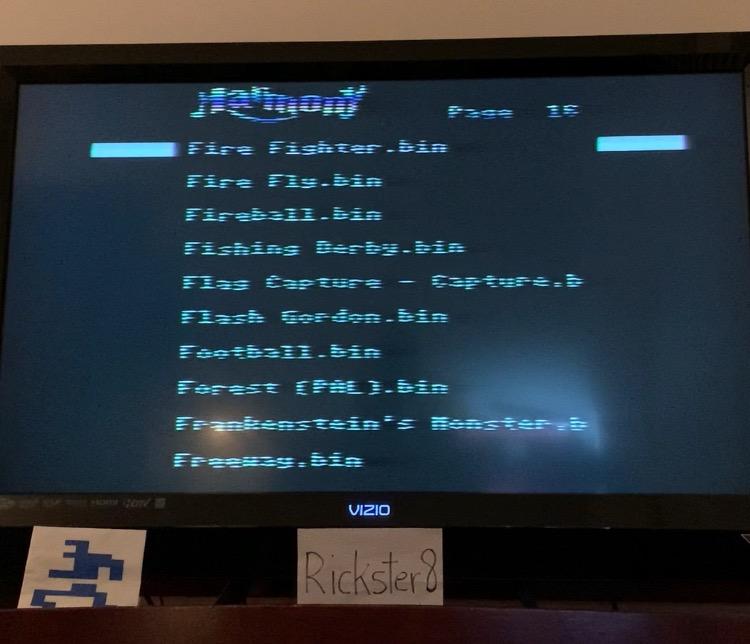 Harmony
Page 16
Fire Fighter.bin
Fire Fly.bin
Fireball.bin
Fishing Derby.bin
Flag Capture - Capture.b
Flash Gordon.bin
Football.bin
Forest (PAL).bin
Frankenstein's Monster.b
Freeway.bin
VIZIO
Rickster8